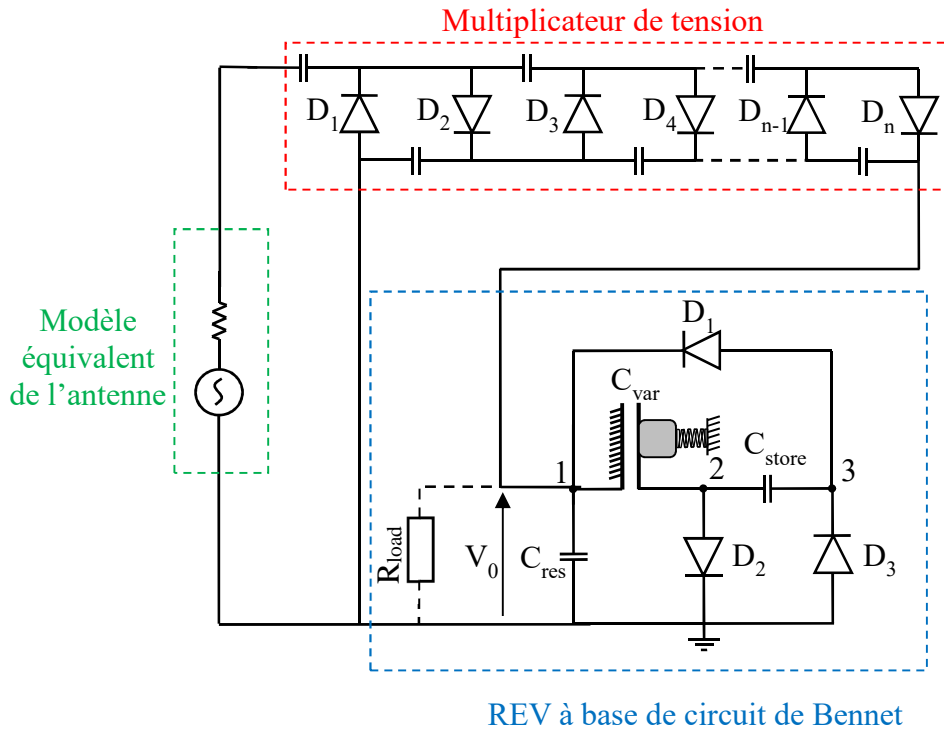 Multiplicateur de tension
D1 D2 D3 D4 Dn-1 Dn
Modèle
équivalent
de l’antenne
D1
Cvar
1 2 Cstore 3
Rload V0 Cres D2 D3
REV à base de circuit de Bennet